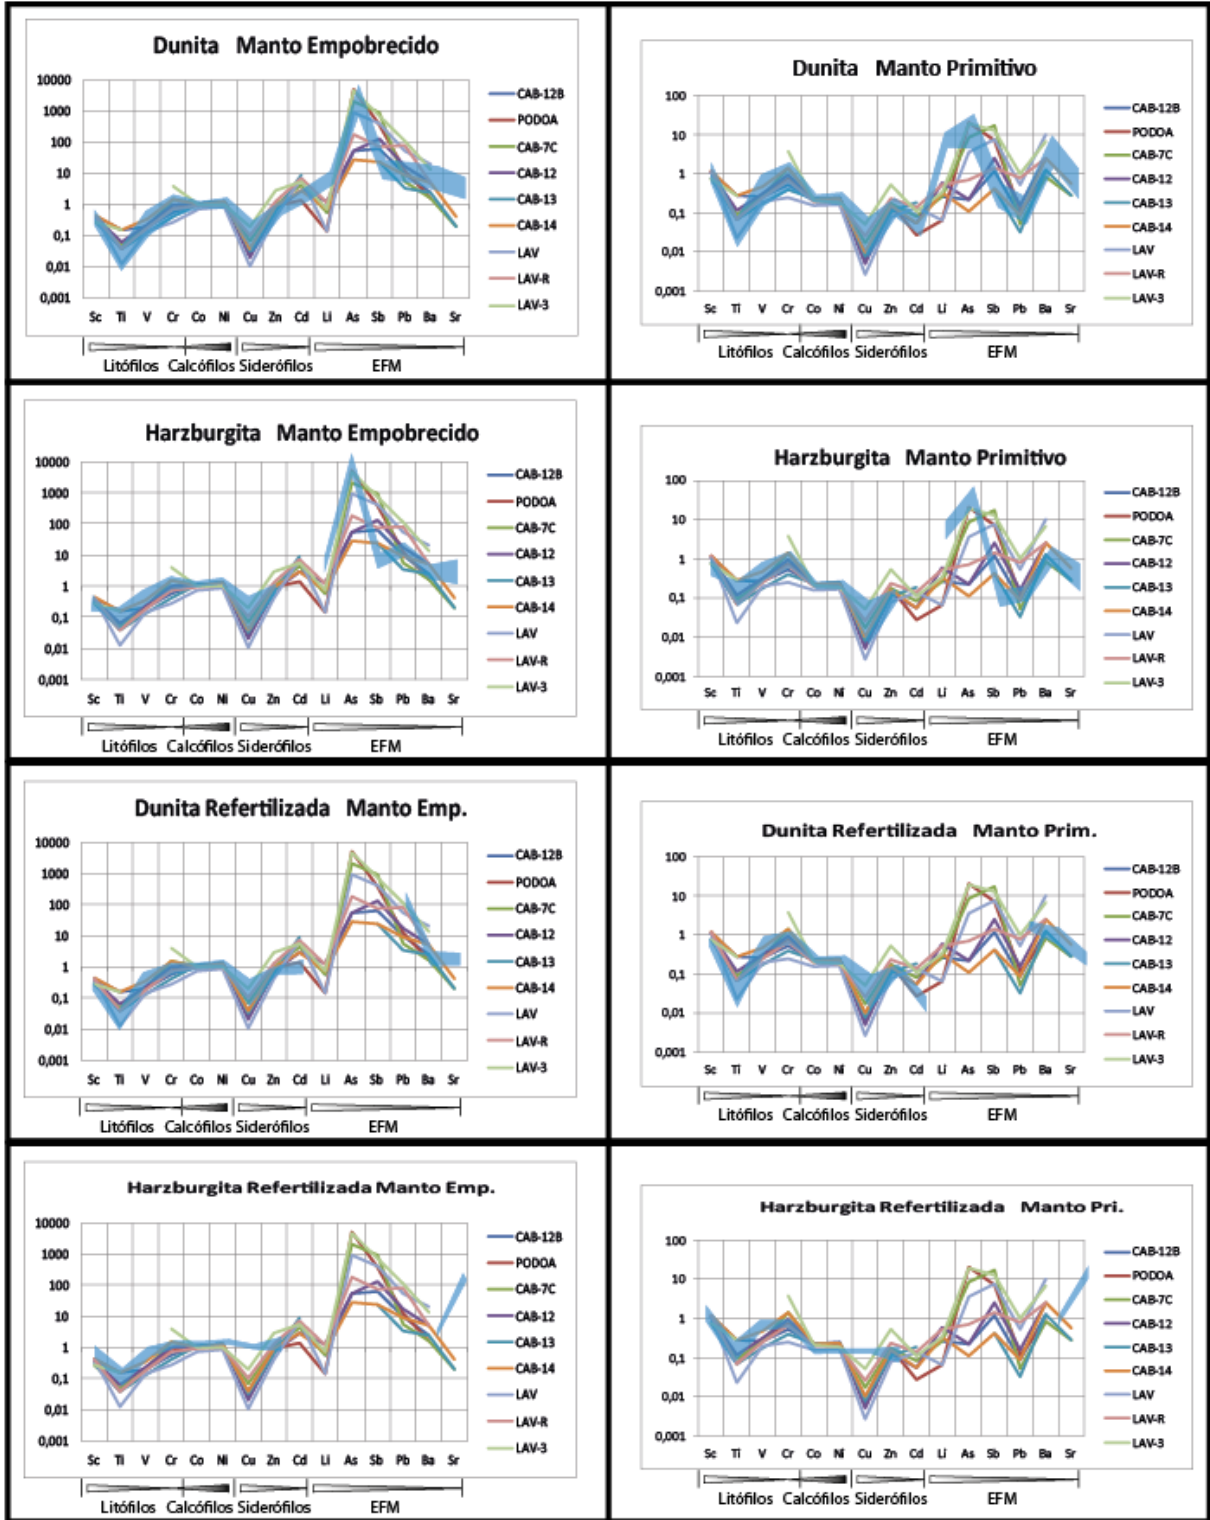 Dunita Manto Empobrecido
10000
1000
100
10
1
0,1
0,01
0,001
Sc Ti V Cr Co Ni Cu Zn Cd Li As Sb Pb Ba Sr
Litófilos Calcófilos Siderófilos EFM
CAB-12B
PODOA
CAB-7C
CAB-12
CAB-13
CAB-14
LAV
LAV-R
LAV-3
Dunita Manto Primitivo
100
10
1
0,1
0,01
0,001
Sc Ti V Cr Co Ni Cu Zn Cd Li As Sb Pb Ba Sr
Litófilos Calcófilos Siderófilos EFM
CAB-12B
PODOA
CAB-7C
CAB-12
CAB-13
CAB-14
LAV
LAV-R
LAV-3
Harzburgita Manto Empobrecido
10000
1000
100
10
1
0,1
0,01
0,001
Sc Ti V Cr Co Ni Cu Zn Cd Li As Sb Pb Ba Sr
Litófilos Calcófilos Siderófilos EFM
CAB-12B
PODOA
CAB-7C
CAB-12
CAB-13
CAB-14
LAV
LAV-R
LAV-3
Harzburgita Manto Primitivo
100
10
1
0,1
0,01
0,001
Sc Ti V Cr Co Ni Cu Zn Cd Li As Sb Pb Ba Sr
Litófilos Calcófilos Siderófilos EFM
CAB-12B
PODOA
CAB-7C
CAB-12
CAB-13
CAB-14
LAV
LAV-R
LAV-3
Dunita Refertilizada Manto Emp.
10000
1000
100
10
1
0,1
0,01
0,001
Sc Ti V Cr Co Ni Cu Zn Cd Li As Sb Pb Ba Sr
Litófilos Calcófilos Siderófilos EFM
CAB-12B
PODOA
CAB-7C
CAB-12
CAB-13
CAB-14
LAV
LAV-R
LAV-3
Dunita Refertilizada Manto Prim.
100
10
1
0,1
0,01
0,001
Sc Ti V Cr Co Ni Cu Zn Cd Li As Sb Pb Ba Sr
Litófilos Calcófilos Siderófilos EFM
CAB-12B
PODOA
CAB-7C
CAB-12
CAB-13
CAB-14
LAV
LAV-R
LAV-3
Harzburgita Refertilizada Manto Emp.
10000
1000
100
10
1
0,1
0,01
0,001
Sc Ti V Cr Co Ni Cu Zn Cd Li As Sb Pb Ba Sr
Litófilos Calcófilos Siderófilos EFM
CAB-12B
PODOA
CAB-7C
CAB-12
CAB-13
CAB-14
LAV
LAV-R
LAV-3
Harzburgita Refertilizada Manto Pri.
100
10
1
0,1
0,01
0,001
Sc Ti V Cr Co Ni Cu Zn Cd Li As Sb Pb Ba Sr
Litófilos Calcófilos Siderófilos EFM
CAB-12B
PODOA
CAB-7C
CAB-12
CAB-13
CAB-14
LAV
LAV-R
LAV-3